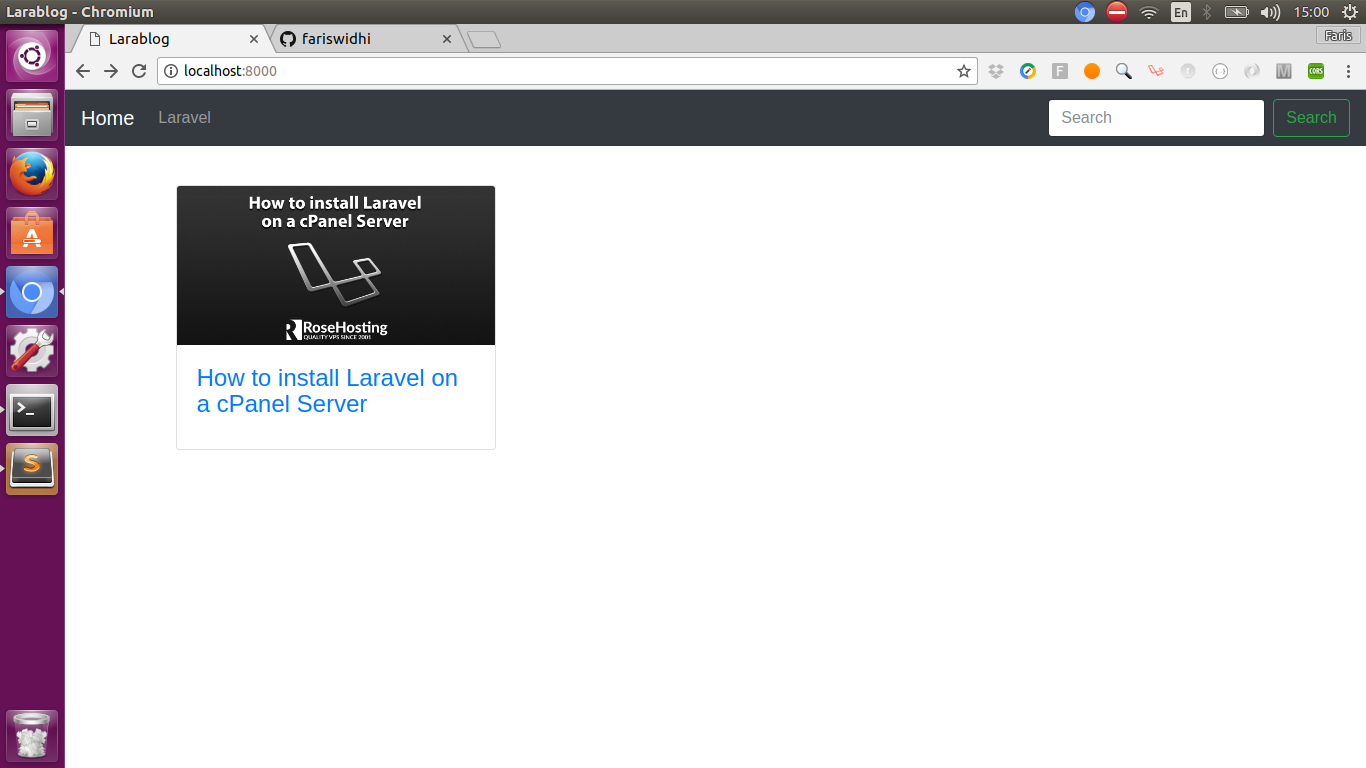 Larablog - Chromium
En
15:00
Larablog
fariswidhi
Faris
localhost:8000
F
M
CORS
Home
Laravel
Search
Search
How to install Laravel
on a cPanel Server
RoseHosting
QUALITY VPS SINCE 2001
How to install Laravel on
a cPanel Server